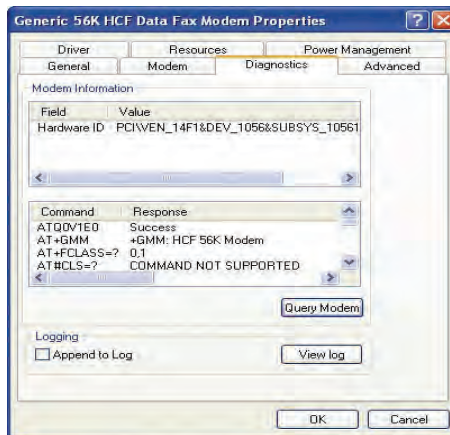 Generic 56K HCF Data Fax Modem Properties
Driver Resources Power Management
General Modem Diagnostics Advanced
Modem Information
Field Value
Hardware ID PCI\VEN_14F1&DEV_1056&SUBSYS_10561
Command Response
ATQ0V1E0 Success
AT+GMM +GMM: HCF 56K Modem
AT+FCLASS=? 0,1
AT#CLS=? COMMAND NOT SUPPORTED
Query Modem
Logging
Append to Log View log
OK Cancel